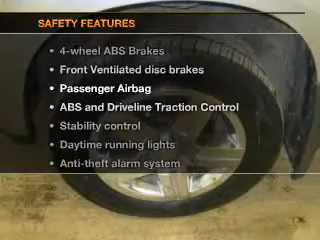 SAFETY FEATURES
• 4-wheel ABS Brakes
• Front Ventilated disc brakes
• Passenger Airbag
• ABS and Driveline Traction Control
• Stability control
• Daytime running lights
• Anti-theft alarm system